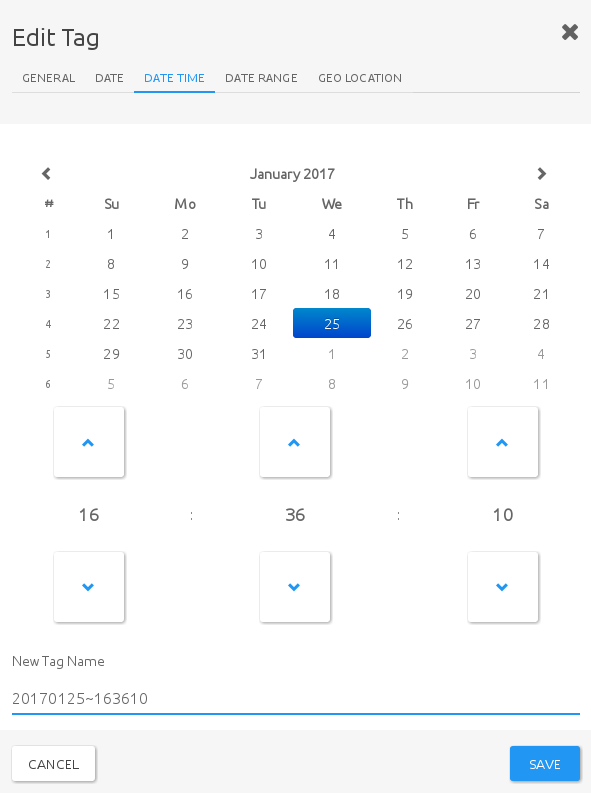 Edit Tag
GENERAL DATE DATE TIME DATE RANGE GEO LOCATION
January 2017
# Su Mo Tu We Th Fr Sa
1 1 2 3 4 5 6 7
2 8 9 10 11 12 13 14
3 15 16 17 18 19 20 21
4 22 23 24 25 26 27 28
5 29 30 31 1 2 3 4
6 5 6 7 8 9 10 11
16 : 36 : 10
New Tag Name
20170125~163610
CANCEL SAVE